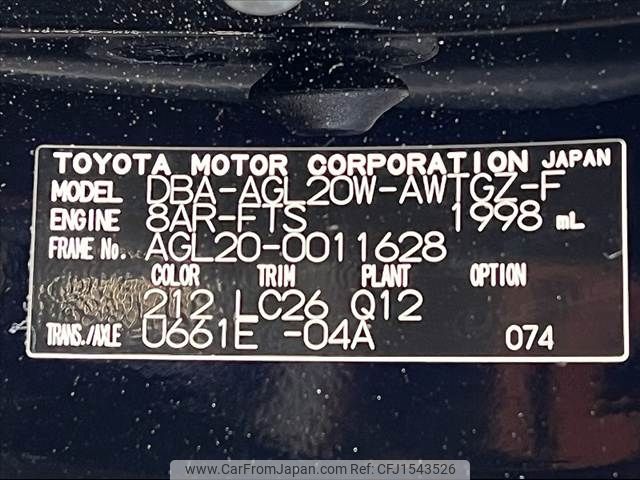 TOYOTA MOTOR CORPORATION JAPAN
MODEL DBA-AGL20W-AWTGZ-F
ENGINE 8AR-FTS 1998 mL
FRAME No. AGL20-0011628
COLOR TRIM PLANT OPTION
212 LC26 Q12
TRANS./AXLE U661E -04A 074
www.CarFromJapan.com Ref:CFJ1543526